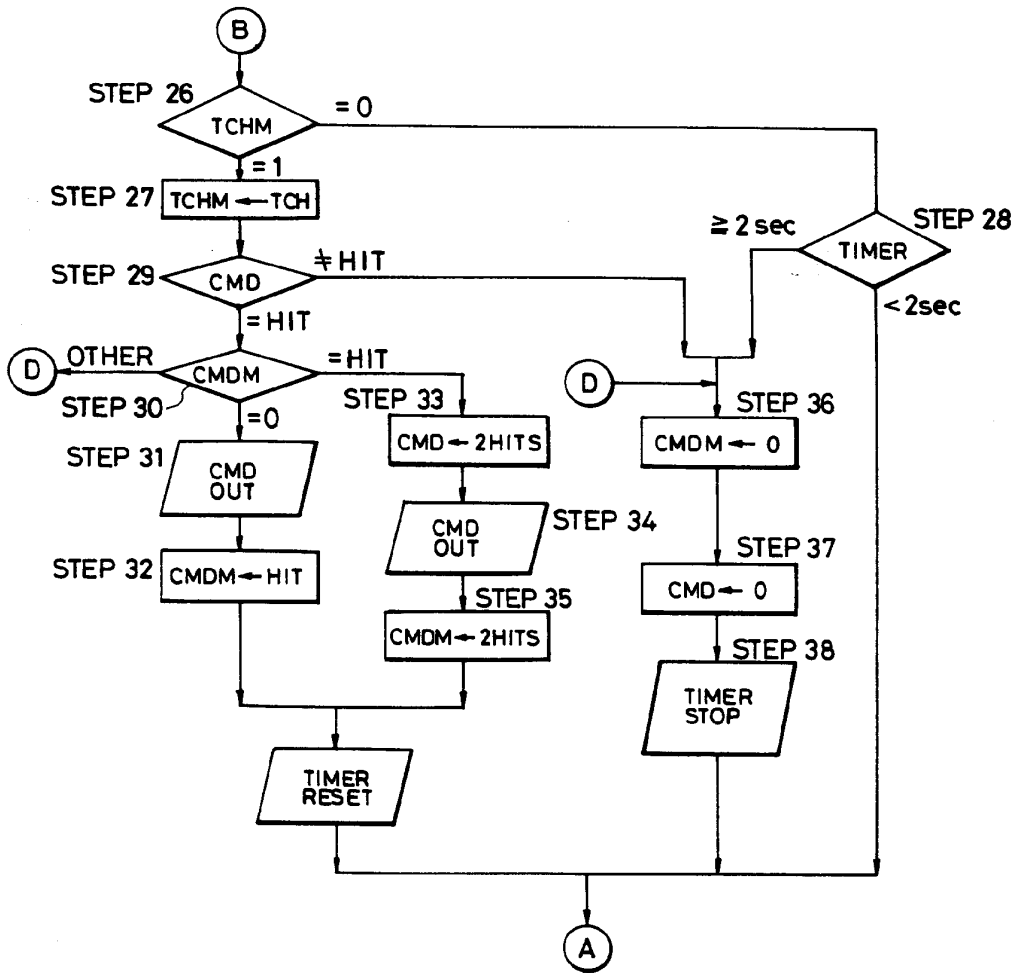 B
STEP 26
TCHM
= 0
= 1
STEP 27
TCHM ← TCH
STEP 28
≧ 2 sec
TIMER
< 2sec
STEP 29
CMD
≠ HIT
= HIT
D
OTHER
CMDM
= HIT
STEP 30
= 0
D
STEP 33
CMD ← 2HITS
STEP 36
CMDM ← 0
STEP 31
CMD
OUT
CMD
OUT
STEP 34
STEP 37
CMD ← 0
STEP 32
CMDM ← HIT
STEP 35
CMDM ← 2HITS
STEP 38
TIMER
STOP
TIMER
RESET
A